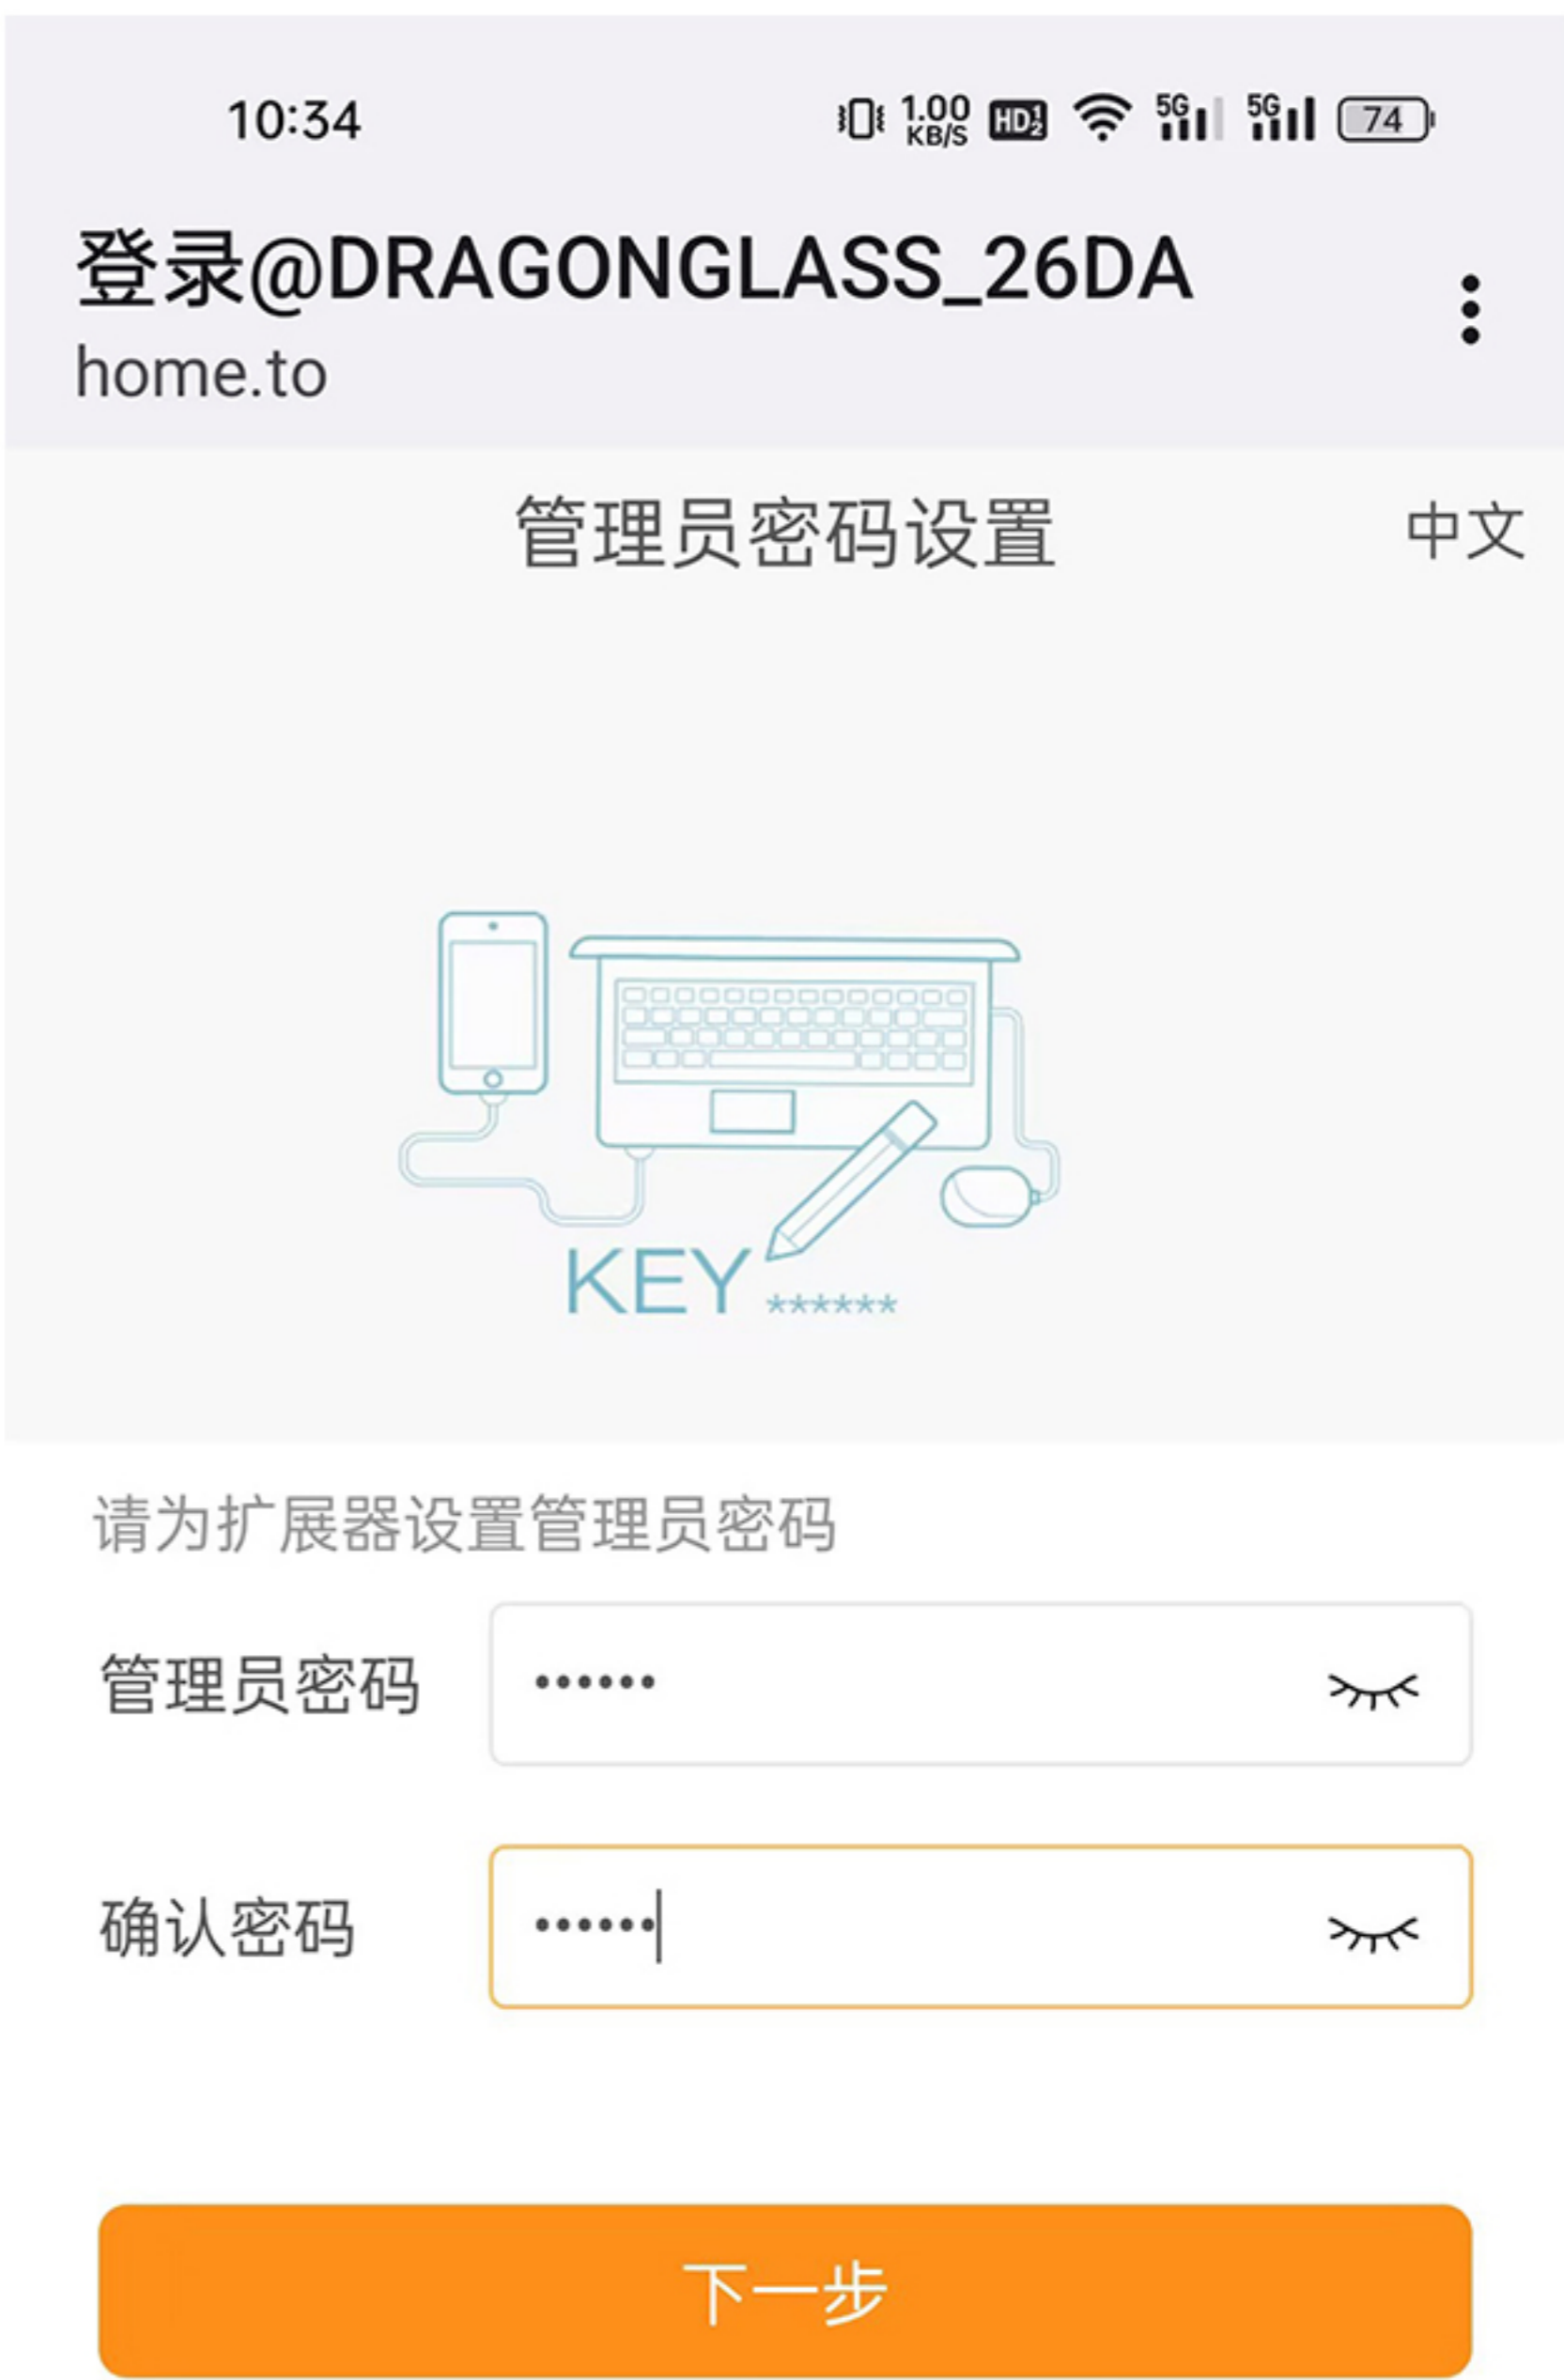 10:34
1.00
KB/S
HD 1 2
5G
5G
74
登录@DRAGONGLASS_26DA
home.to
管理员密码设置
中文
KEY ******
请为扩展器设置管理员密码
管理员密码 ••••••
确认密码 ••••••
下一步